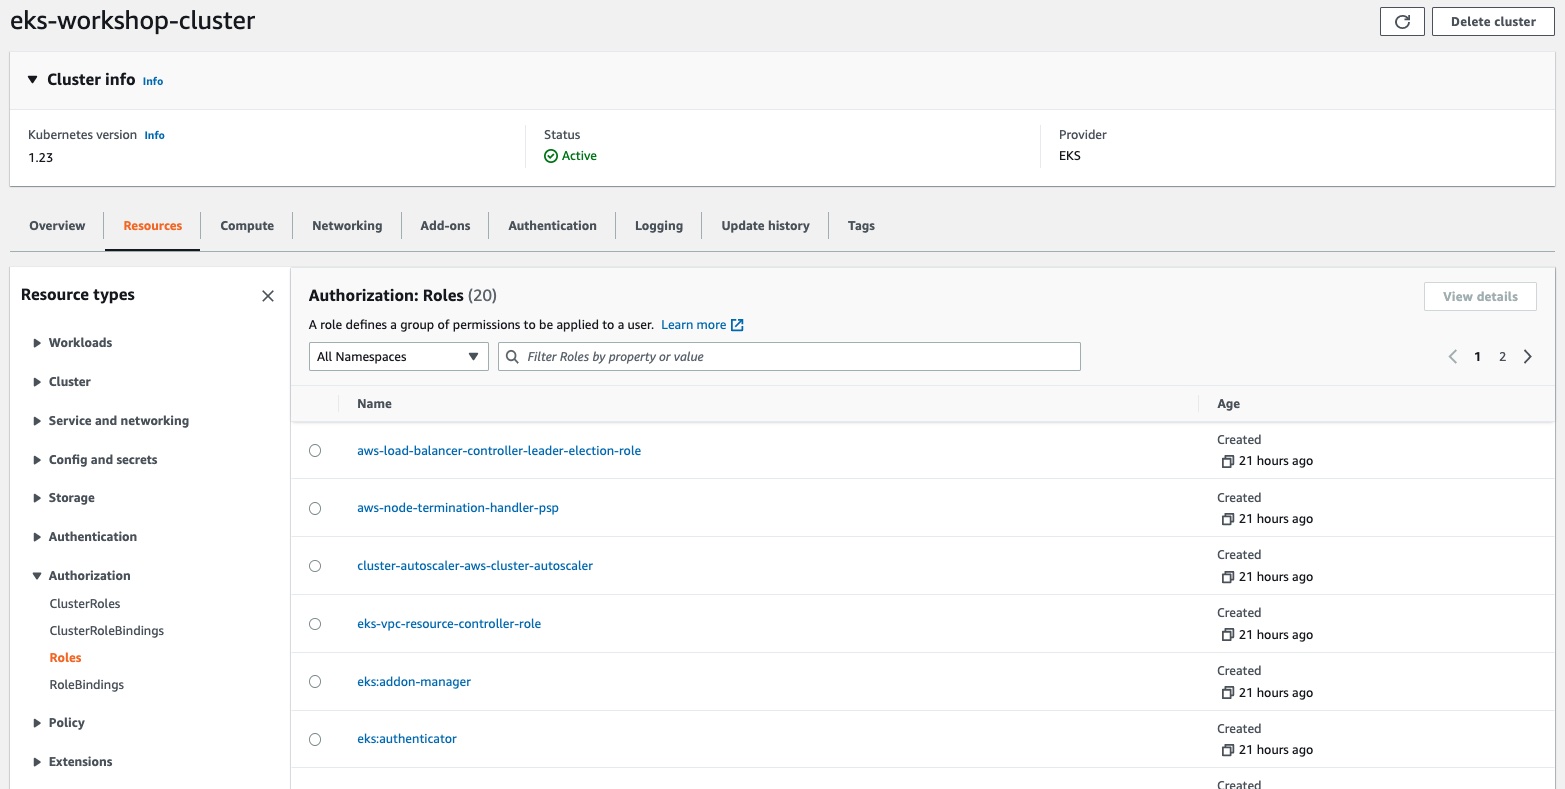 eks-workshop-cluster
Delete cluster
Cluster info Info
Kubernetes version Info
1.23
Status
Active
Provider
EKS
Overview Resources Compute Networking Add-ons Authentication Logging Update history Tags
Resource types
Workloads
Cluster
Service and networking
Config and secrets
Storage
Authentication
Authorization
ClusterRoles
ClusterRoleBindings
Roles
RoleBindings
Policy
Extensions
Authorization: Roles (20)
View details
A role defines a group of permissions to be applied to a user. Learn more
All Namespaces
Filter Roles by property or value
1 2
Name Age
aws-load-balancer-controller-leader-election-role
Created
21 hours ago
aws-node-termination-handler-psp
Created
21 hours ago
cluster-autoscaler-aws-cluster-autoscaler
Created
21 hours ago
eks-vpc-resource-controller-role
Created
21 hours ago
eks:addon-manager
Created
21 hours ago
eks:authenticator
Created
21 hours ago
Created